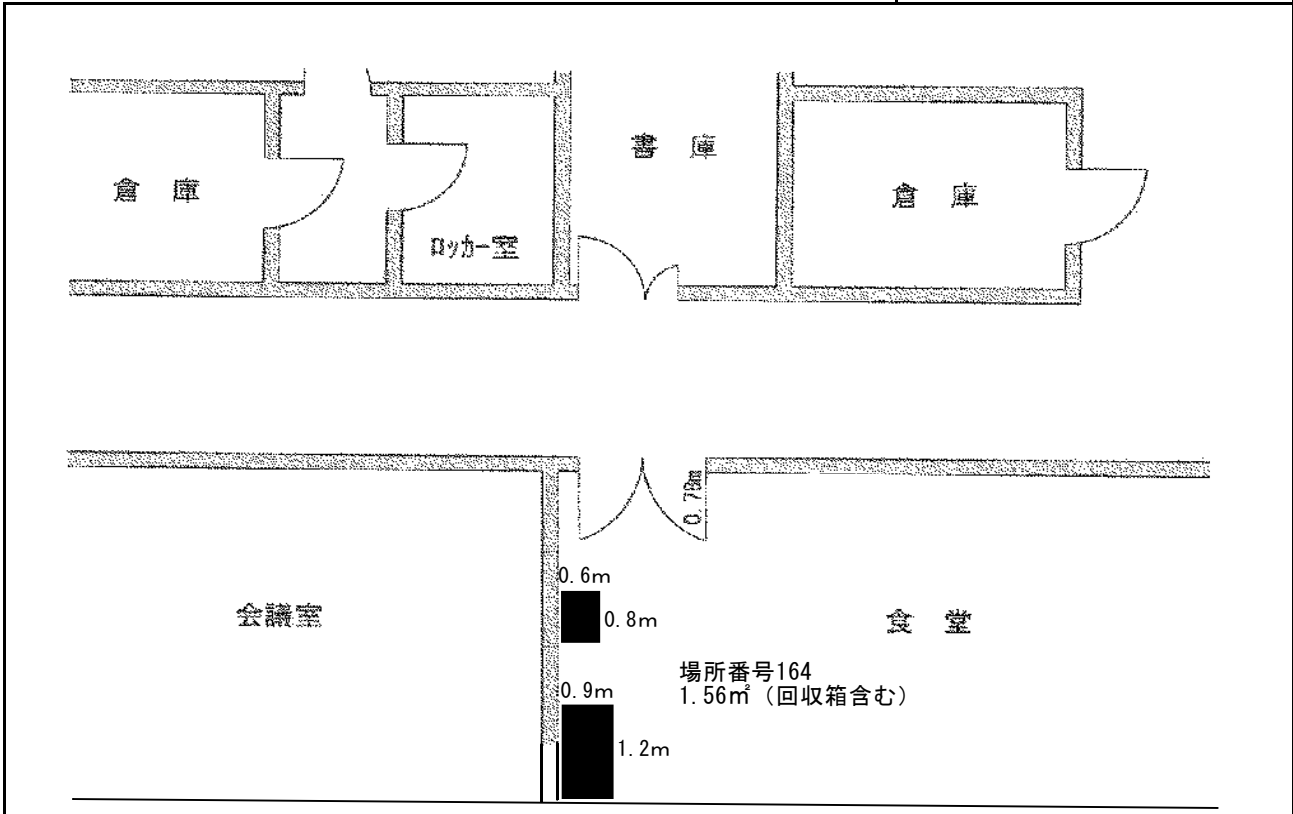 書 庫
倉 庫
倉 庫
ロッカー室
0.78m
0.6m
会議室
0.8m
食 堂
場所番号164
0.9m
1.56㎡（回収箱含む）
1.2m